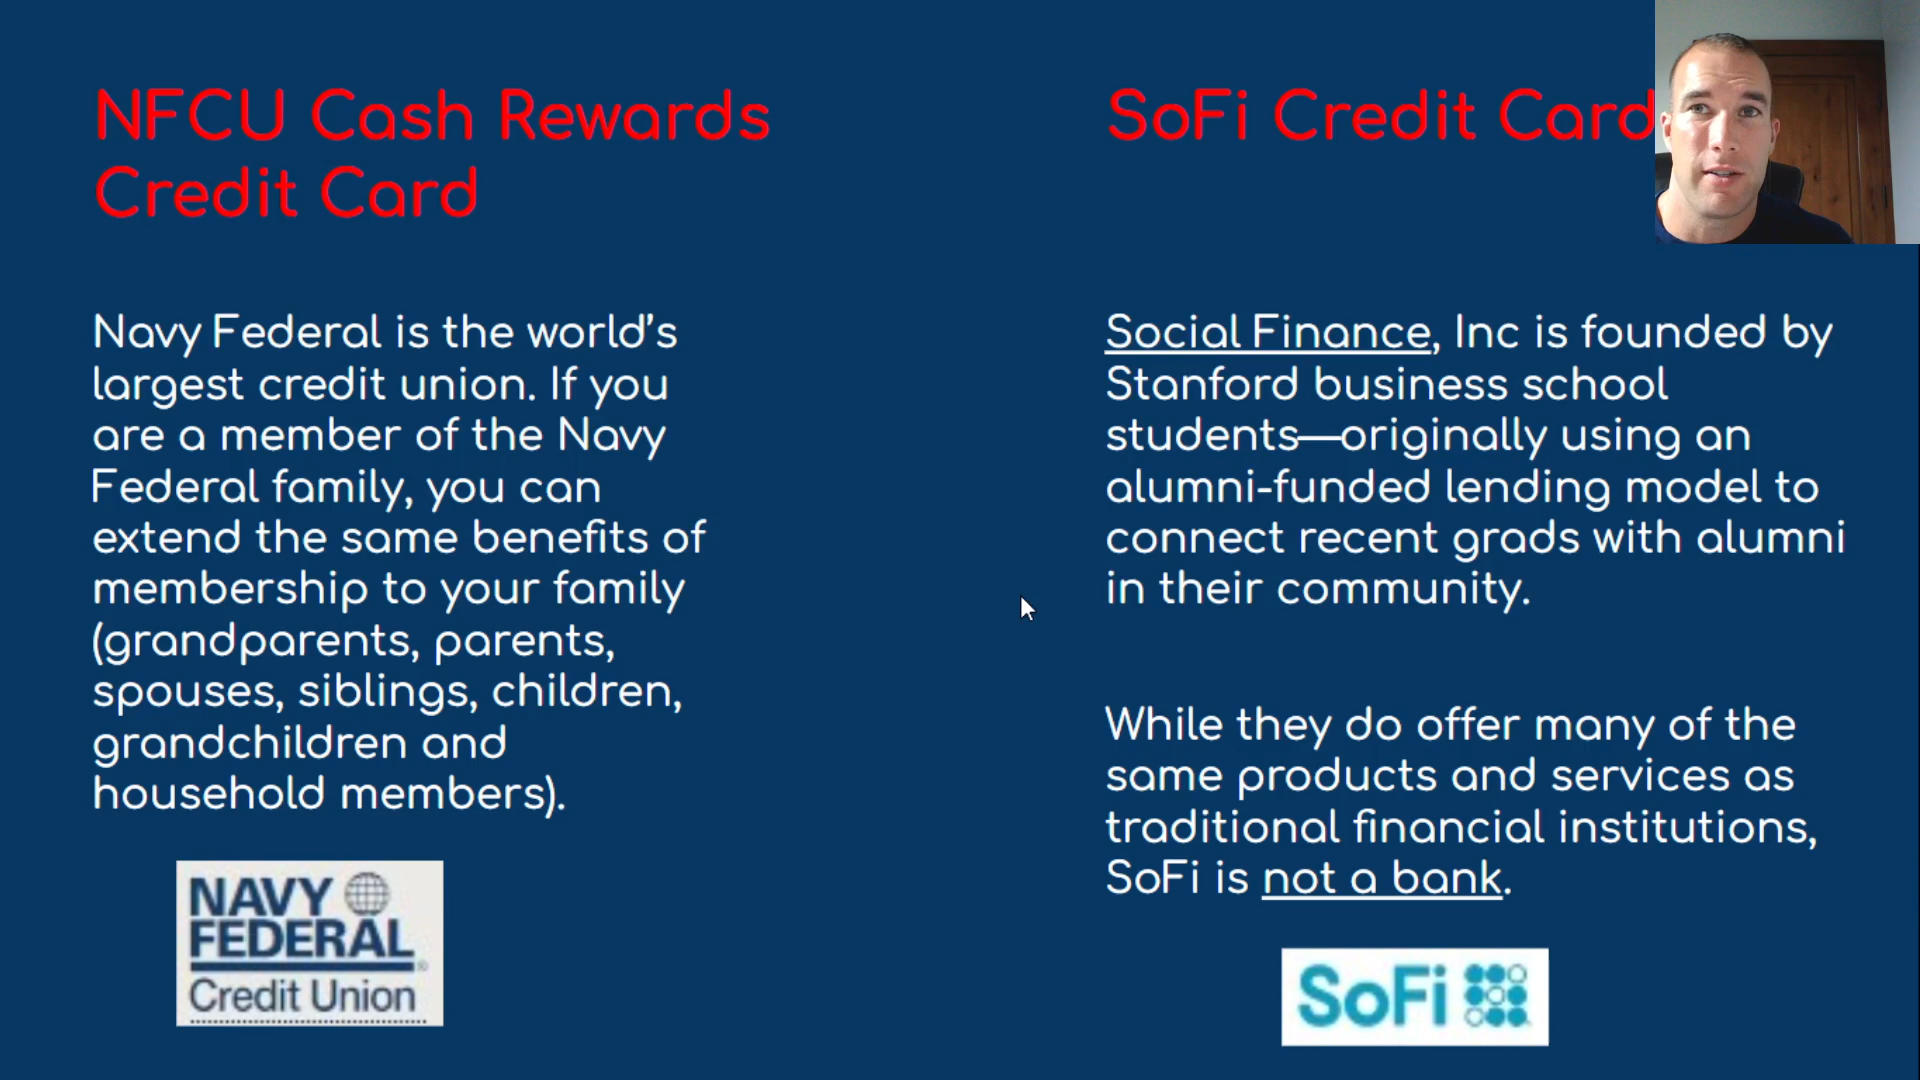 NFCU Cash Rewards
Credit Card
Navy Federal is the world's
largest credit union. If you
are a member of the Navy
Federal family, you can
extend the same benefits of
membership to your family
(grandparents, parents,
spouses, siblings, children,
grandchildren and
household members).
NAVY
FEDERAL®
Credit Union
SoFi Credit Card
Social Finance, Inc is founded by
Stanford business school
students—originally using an
alumni-funded lending model to
connect recent grads with alumni
in their community.
While they do offer many of the
same products and services as
traditional financial institutions,
SoFi is not a bank.
SoFi